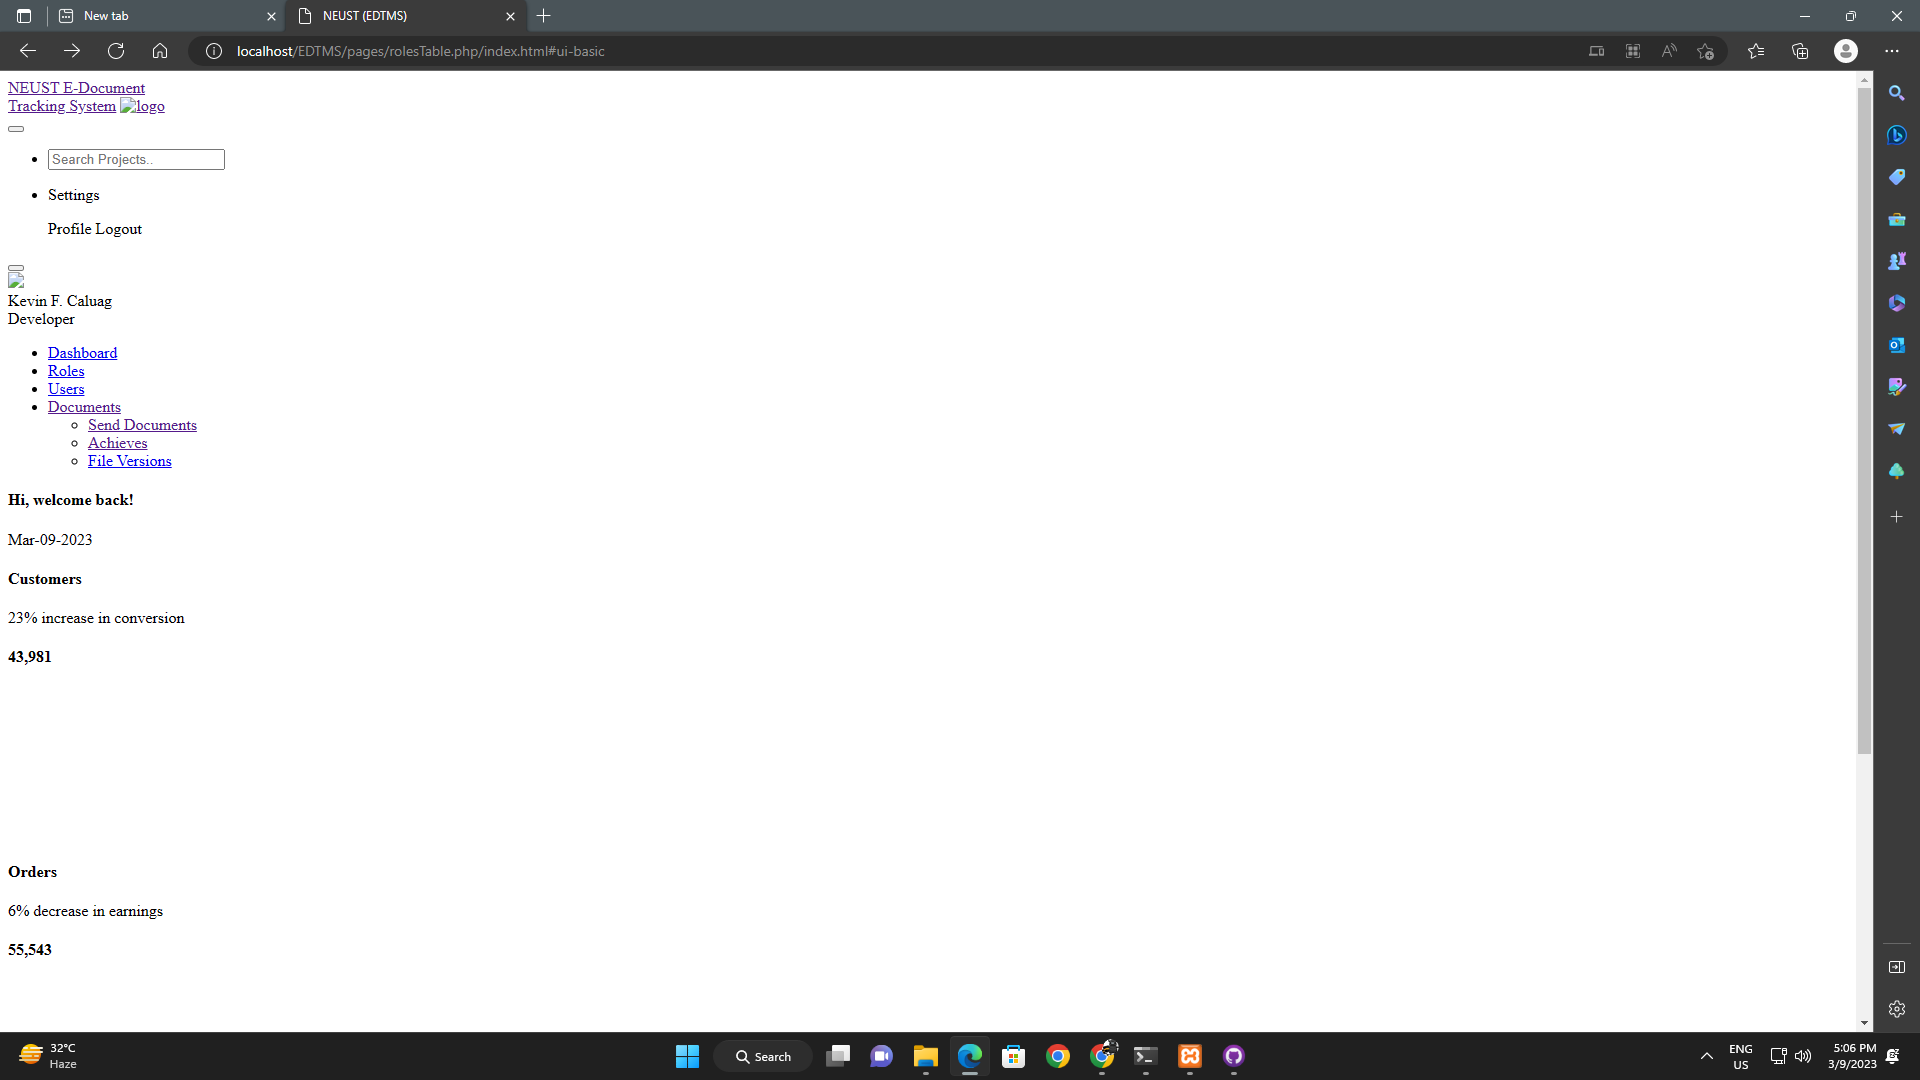 New tab
NEUST (EDTMS)
localhost/EDTMS/pages/rolesTable.php/index.html#ui-basic
NEUST E-Document
Tracking System logo
Search Projects..
Settings
Profile Logout
Kevin F. Caluag
Developer
Dashboard
Roles
Users
Documents
Send Documents
Achieves
File Versions
Hi, welcome back!
Mar-09-2023
Customers
23% increase in conversion
43,981
Orders
6% decrease in earnings
55,543
32°C
Haze
Search
ENG
US
5:06 PM
3/9/2023